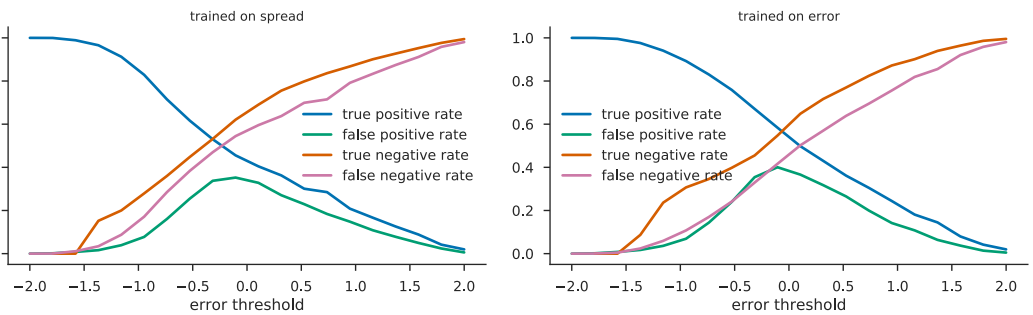 trained on spread
true positive rate
false positive rate
true negative rate
false negative rate
−2.0 −1.5 −1.0 −0.5 0.0 0.5 1.0 1.5 2.0
error threshold
trained on error
1.0
0.8
0.6
0.4
0.2
0.0
true positive rate
false positive rate
true negative rate
false negative rate
−2.0 −1.5 −1.0 −0.5 0.0 0.5 1.0 1.5 2.0
error threshold